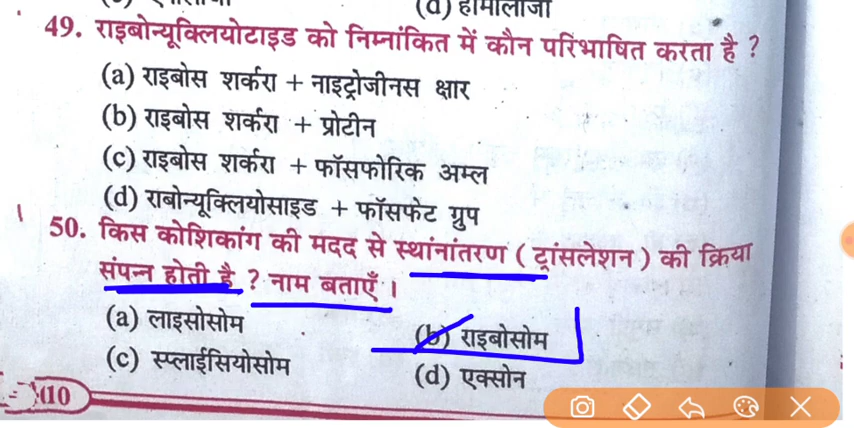 (d) होमोलोजी
49. राइबोन्यूक्लियोटाइड को निम्नांकित में कौन परिभाषित करता है ?
(a) राइबोस शर्करा + नाइट्रोजीनस क्षार
(b) राइबोस शर्करा + प्रोटीन
(c) राइबोस शर्करा + फॉसफोरिक अम्ल
(d) राबोन्यूक्लियोसाइड + फॉसफेट ग्रुप
50. किस कोशिकांग की मदद से स्थांनांतरण ( ट्रांसलेशन ) की क्रिया
संपन्न होती है ? नाम बताएँ ।
(a) लाइसोसोम
(b) राइबोसोम
(c) स्प्लाईसियोसोम
(d) एक्सोन
10